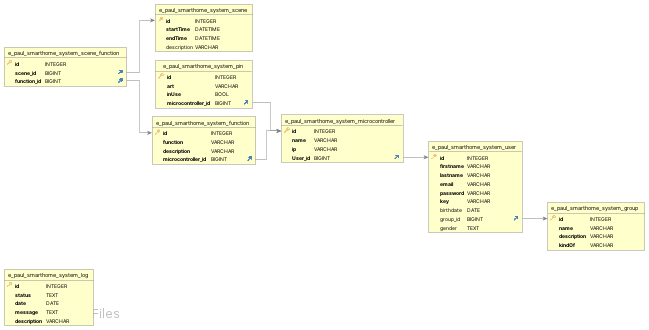 e_paul_smarthome_system_scene
id INTEGER
startTime DATETIME
endTime DATETIME
description VARCHAR
e_paul_smarthome_system_scene_function
id INTEGER
scene_id BIGINT
function_id BIGINT
e_paul_smarthome_system_pin
id INTEGER
art VARCHAR
inUse BOOL
microcontroller_id BIGINT
e_paul_smarthome_system_function
id INTEGER
function VARCHAR
description VARCHAR
microcontroller_id BIGINT
e_paul_smarthome_system_microcontroller
id INTEGER
name VARCHAR
ip VARCHAR
User_id BIGINT
e_paul_smarthome_system_user
id INTEGER
firstname VARCHAR
lastname VARCHAR
email VARCHAR
password VARCHAR
key VARCHAR
birthdate DATE
group_id BIGINT
gender TEXT
e_paul_smarthome_system_group
id INTEGER
name VARCHAR
description VARCHAR
kindOf VARCHAR
e_paul_smarthome_system_log
id INTEGER
status TEXT
date DATE
message TEXT
description VARCHAR
Files